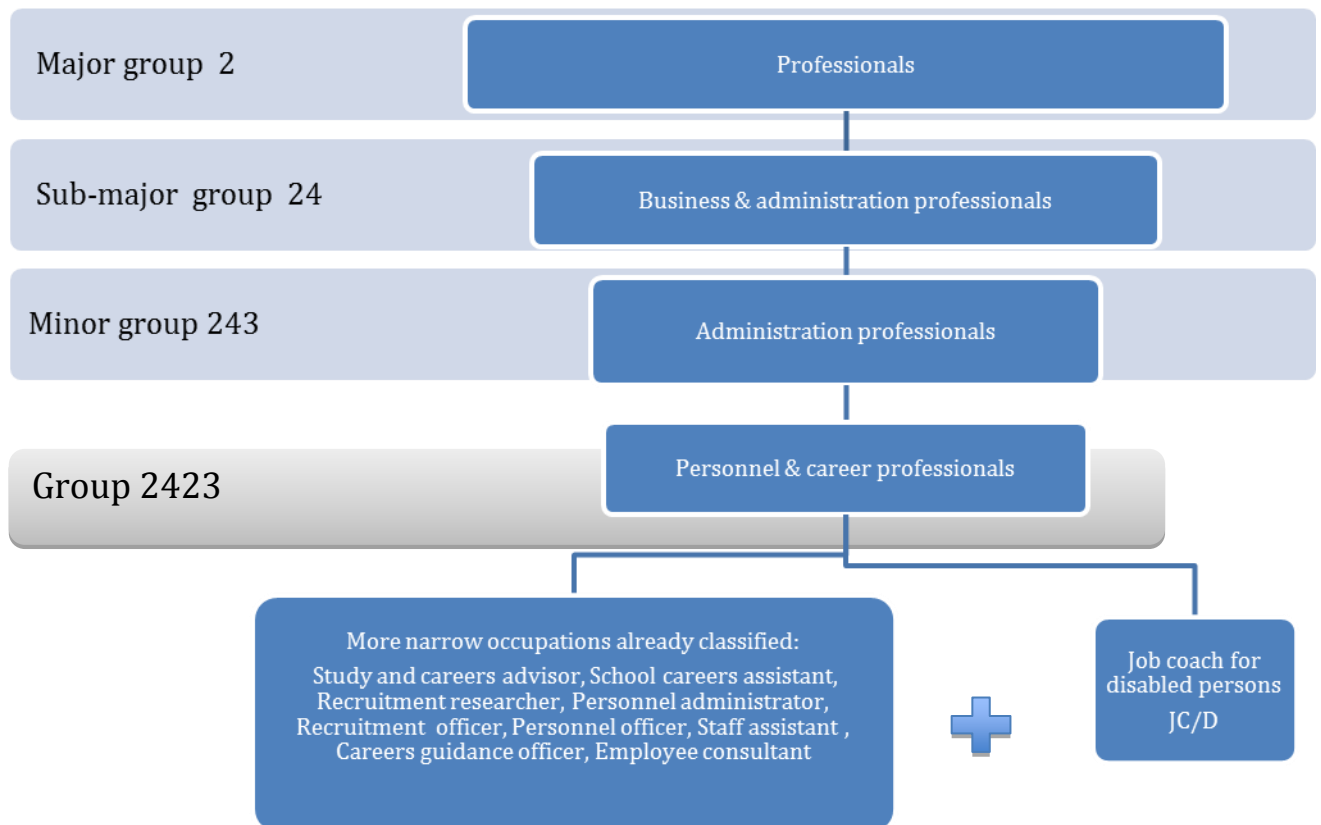 Major group 2
Professionals
Sub-major group 24
Business & administration professionals
Minor group 243
Administration professionals
Group 2423
Personnel & career professionals
More narrow occupations already classified:
Study and careers advisor, School careers assistant,
Recruitment researcher, Personnel administrator,
Recruitment officer, Personnel officer, Staff assistant ,
Careers guidance officer, Employee consultant
Job coach for
disabled persons
JC/D